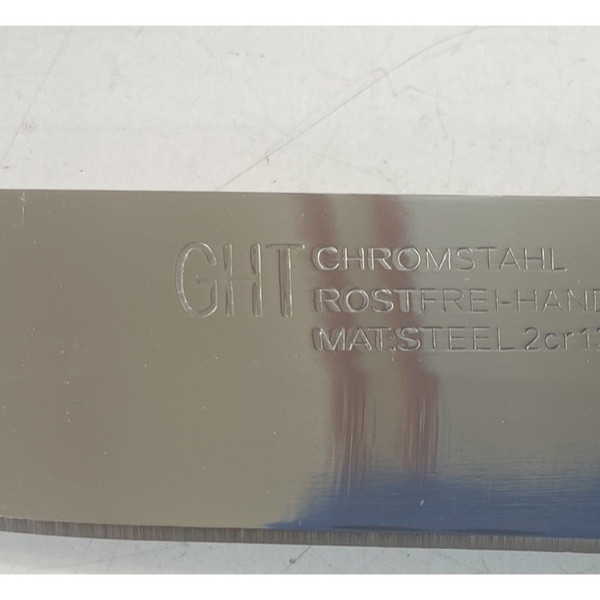 GHT
CHROMSTAHL
ROSTFREI-HAND
MAT:STEEL 2cr13